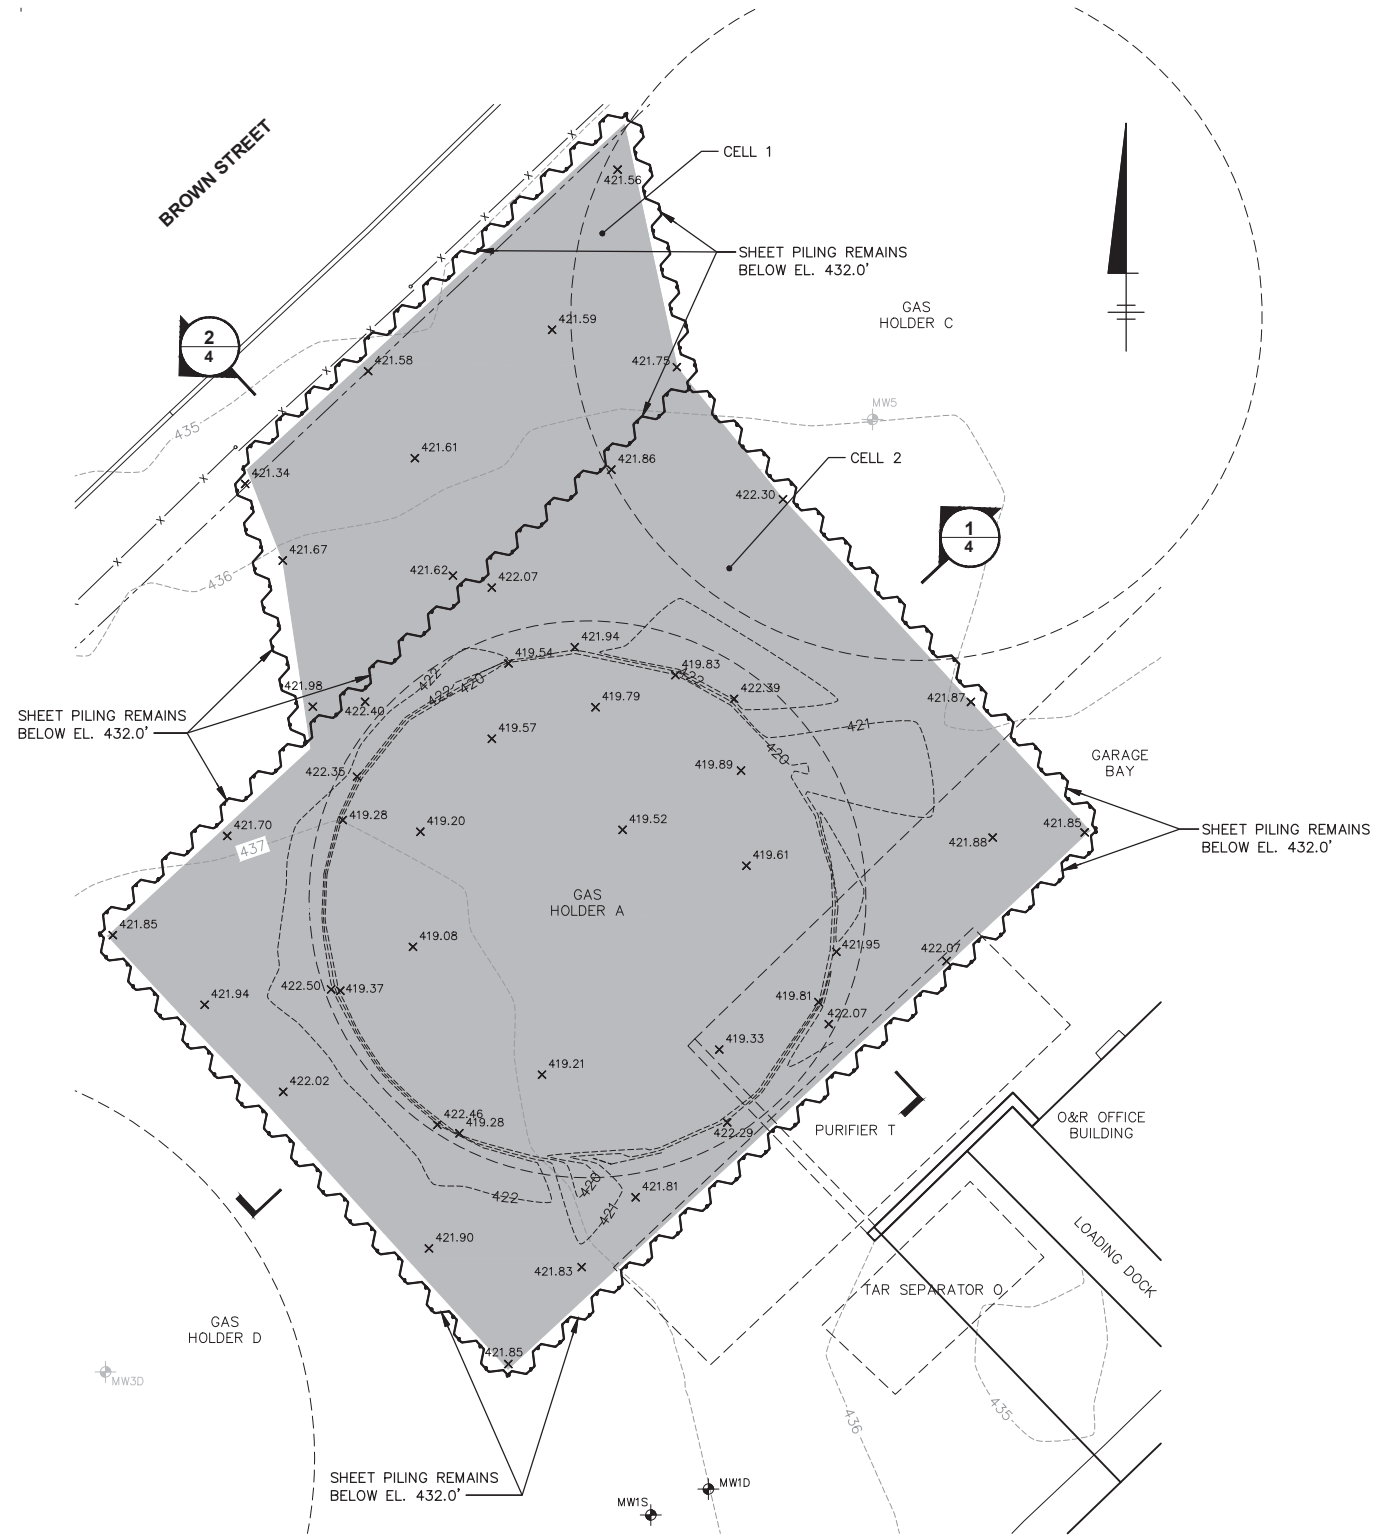 BROWN STREET
CELL 1
421.56
SHEET PILING REMAINS
BELOW EL. 432.0'
GAS
HOLDER C
2
4
421.59
421.58
421.75
MW5
435
421.61
421.86
CELL 2
421.34
422.30
1
4
421.67
436
421.62
422.07
421.94
419.54
419.83
422
422
422
420
422.39
421.98
422.40
419.79
421.87
SHEET PILING REMAINS
BELOW EL. 432.0'
421
419.57
420
GARAGE
BAY
422.35
419.89
419.28
419.20
419.52
421.70
437
421.88
421.85
SHEET PILING REMAINS
BELOW EL. 432.0'
419.61
GAS
HOLDER A
421.85
419.08
421.95
422.07
422.50
419.37
421.94
419.81
422.07
419.33
419.21
422.02
422.46
419.28
422.29
PURIFIER T
O&R OFFICE
BUILDING
422
420
421
421.81
421.90
421.83
LOADING DOCK
TAR SEPARATOR O
GAS
HOLDER D
421.85
MW3D
436
435
SHEET PILING REMAINS
BELOW EL. 432.0'
MW1D
MW1S
X
X
X
X
X
X
X
X
X
X